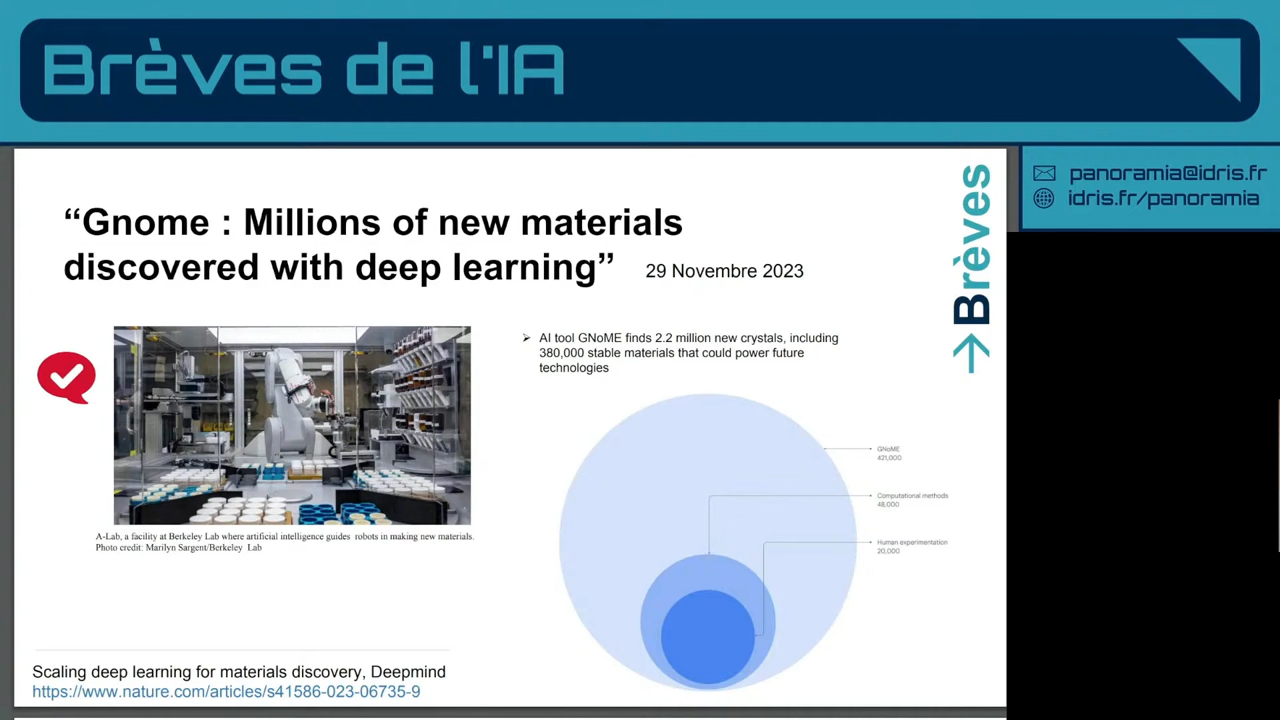 Brèves de l'IA
panoramia@idris.fr
idris.fr/panoramia
→Brèves
“Gnome : Millions of new materials
discovered with deep learning”
29 Novembre 2023
➢ AI tool GNoME finds 2.2 million new crystals, including
380,000 stable materials that could power future
technologies
GNoME
421,000
Computational methods
48,000
Human experimentation
20,000
A-Lab, a facility at Berkeley Lab where artificial intelligence guides robots in making new materials.
Photo credit: Marilyn Sargent/Berkeley Lab
Scaling deep learning for materials discovery, Deepmind
https://www.nature.com/articles/s41586-023-06735-9